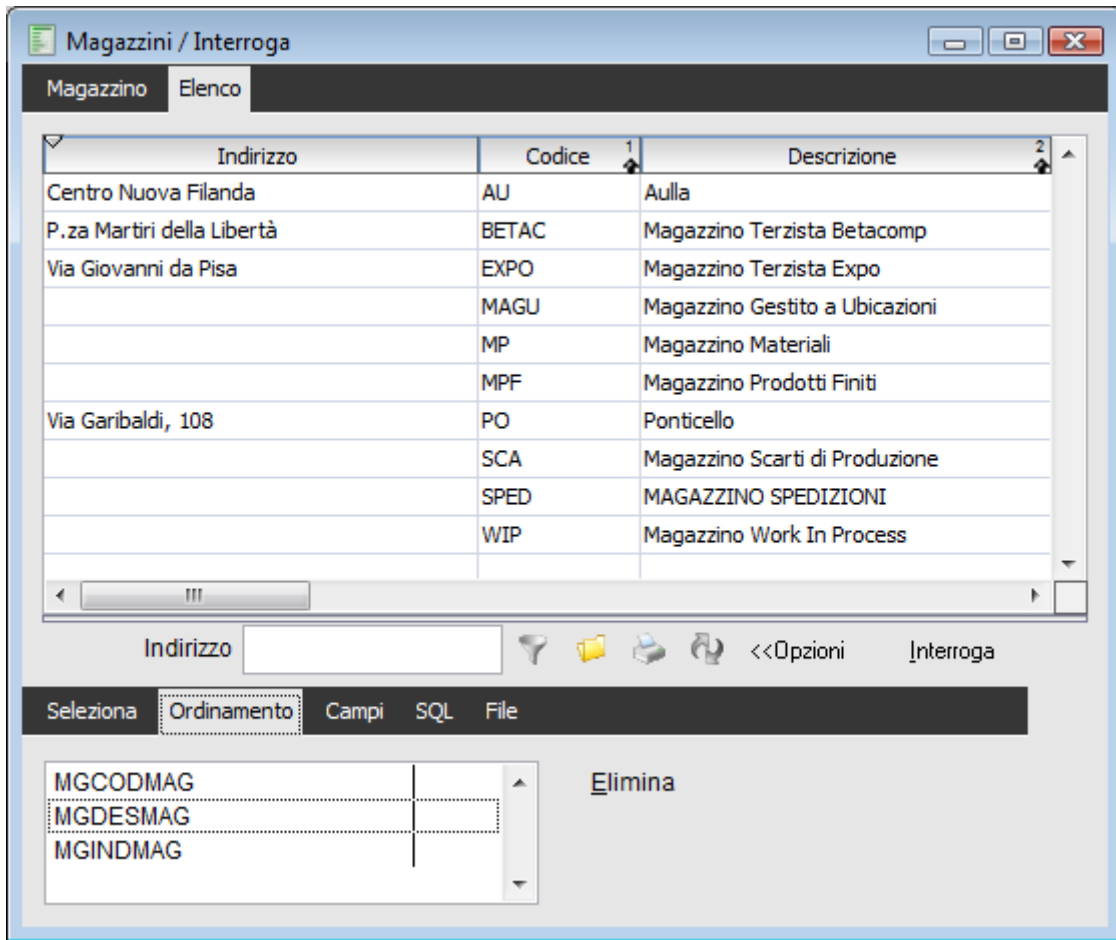 Magazzini / Interroga
Magazzino Elenco
Indirizzo Codice 1 Descrizione 2
Centro Nuova Filanda AU Aulla
P.za Martiri della Libertà BETAC Magazzino Terzista Betacomp
Via Giovanni da Pisa EXPO Magazzino Terzista Expo
MAGU Magazzino Gestito a Ubicazioni
MP Magazzino Materiali
MPF Magazzino Prodotti Finiti
Via Garibaldi, 108 PO Ponticello
SCA Magazzino Scarti di Produzione
SPED MAGAZZINO SPEDIZIONI
WIP Magazzino Work In Process
Indirizzo <<Opzioni Interroga
Seleziona Ordinamento Campi SQL File
MGCODMAG Elimina
MGDESMAG
MGINDMAG